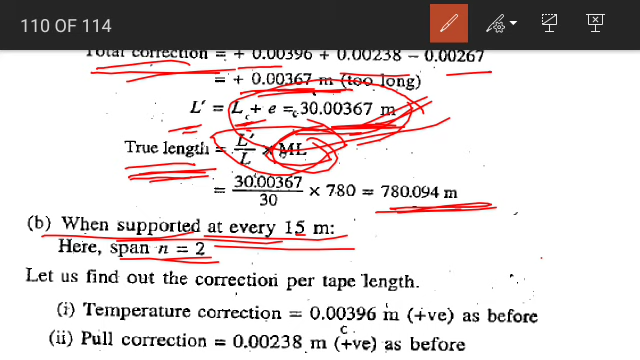 110 OF 114
Total correction = + 0.00396 + 0.00238 − 0.00267
= + 0.00367 m (too long)
L′ = L + e = 30.00367 m
True length = L′/L × ML
= 30.00367/30 × 780 = 780.094 m
(b) When supported at every 15 m:
Here, span n = 2
Let us find out the correction per tape length.
(i) Temperature correction = 0.00396 m (+ve) as before
(ii) Pull correction = 0.00238 m (+ve) as before